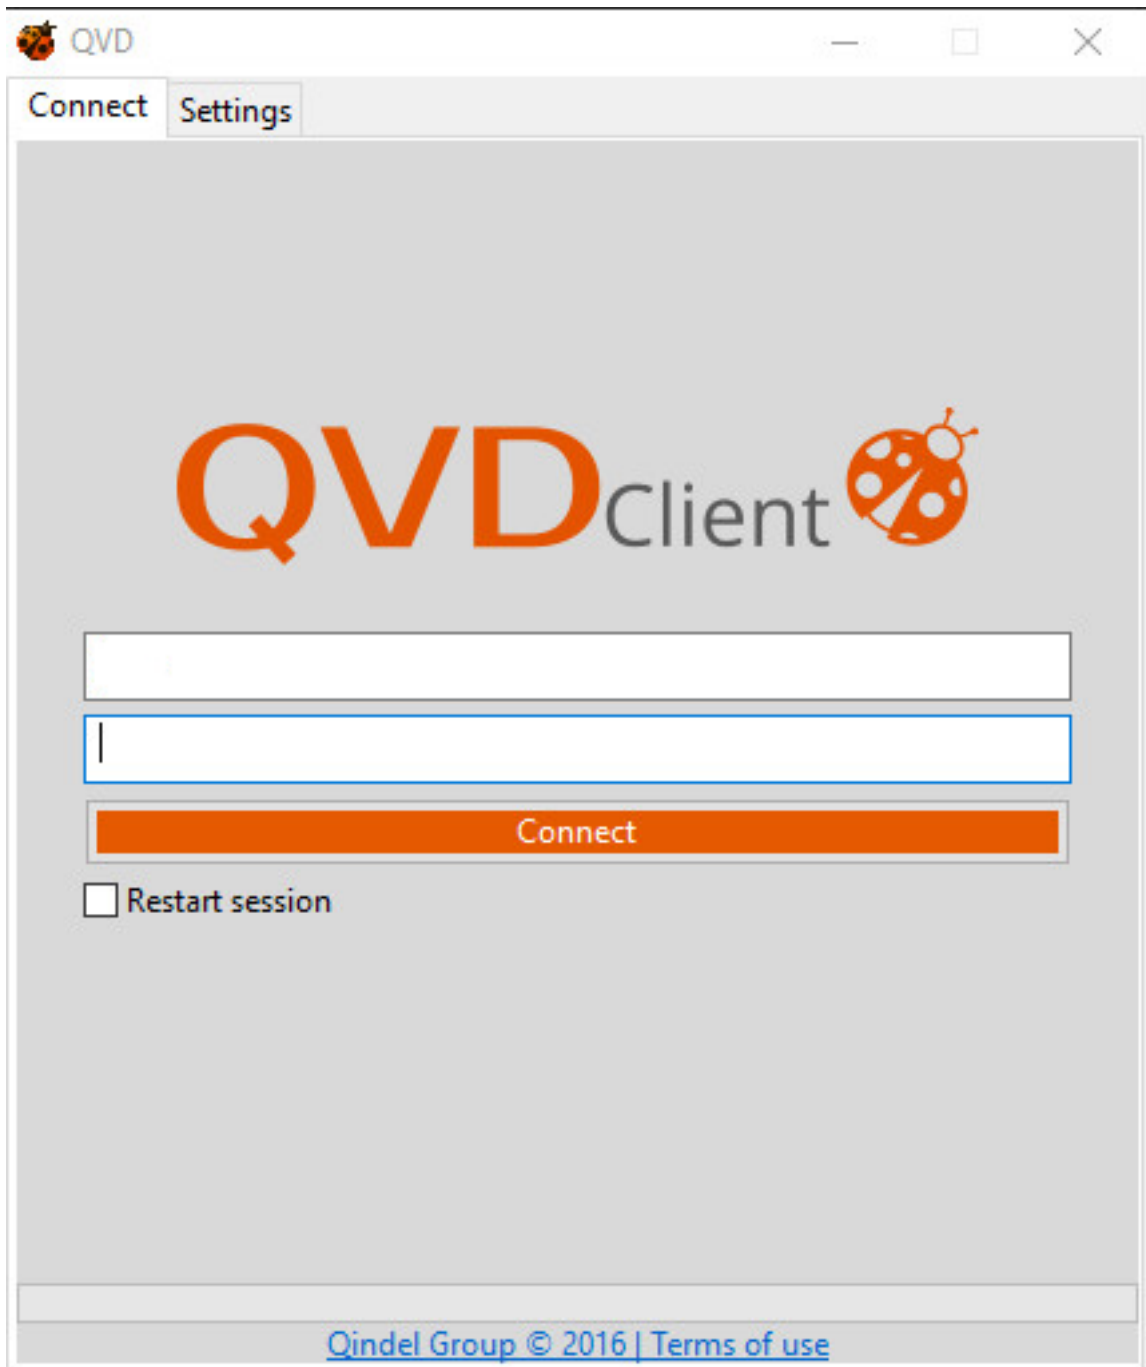 QVD
Connect Settings
QVDClient
Connect
Restart session
Qindel Group © 2016 | Terms of use